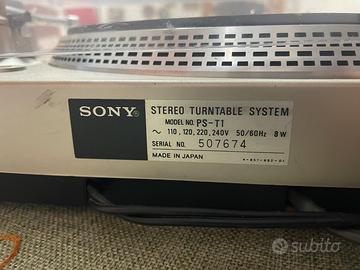 SONY
STEREO TURNTABLE SYSTEM
MODEL NO. PS-T1
~ 110, 120, 220, 240V 50/60Hz 8W
SERIAL NO. 507674
MADE IN JAPAN
subito